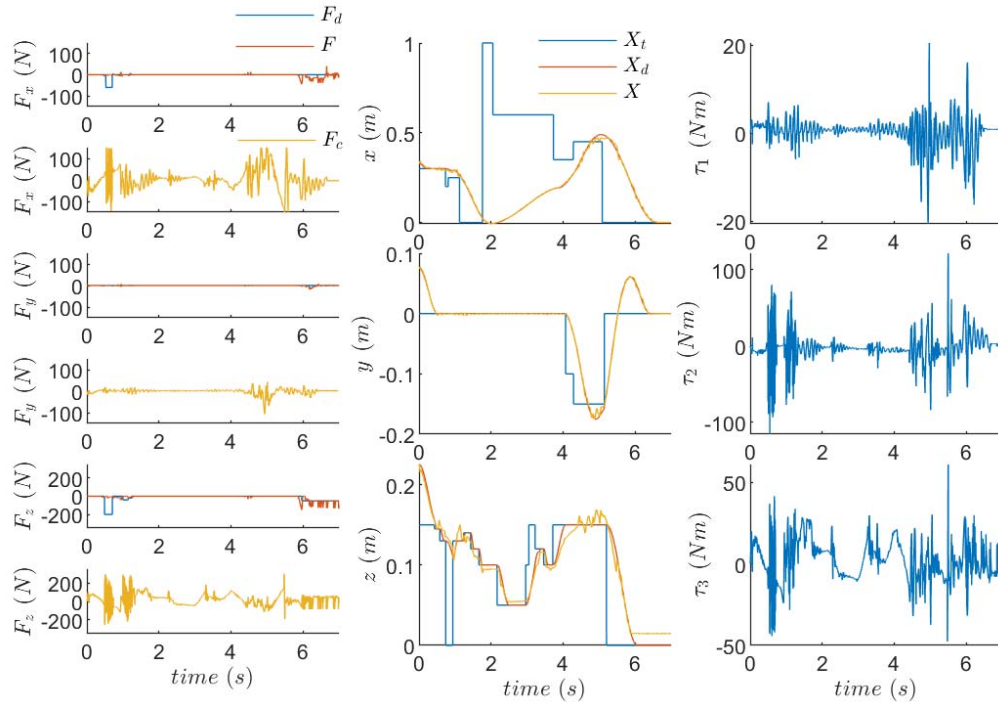 F_d
F
100
0
-100
F_x (N)
0 2 4 6
F_c
100
0
-100
F_x (N)
0 2 4 6
100
0
-100
F_y (N)
0 2 4 6
100
0
-100
F_y (N)
0 2 4 6
200
0
-200
F_z (N)
0 2 4 6
200
0
-200
F_z (N)
0 2 4 6
time (s)
X_t
X_d
X
1
0.5
0
x (m)
0 2 4 6
0.1
0
-0.1
-0.2
y (m)
0 2 4 6
0.2
0.1
0
z (m)
0 2 4 6
time (s)
20
0
-20
τ_1 (Nm)
0 2 4 6
100
0
-100
τ_2 (Nm)
0 2 4 6
50
0
-50
τ_3 (Nm)
0 2 4 6
time (s)